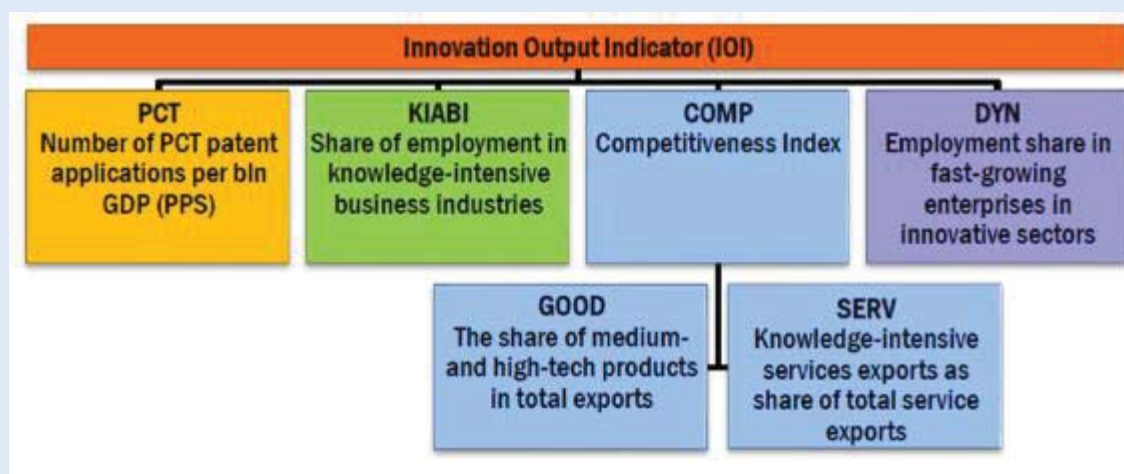 Innovation Output Indicator (IOI)
PCT
Number of PCT patent
applications per bln
GDP (PPS)
KIABI
Share of employment in
knowledge-intensive
business industries
COMP
Competitiveness Index
DYN
Employment share in
fast-growing
enterprises in
innovative sectors
GOOD
The share of medium-
and high-tech products
in total exports
SERV
Knowledge-intensive
services exports as
share of total service
exports